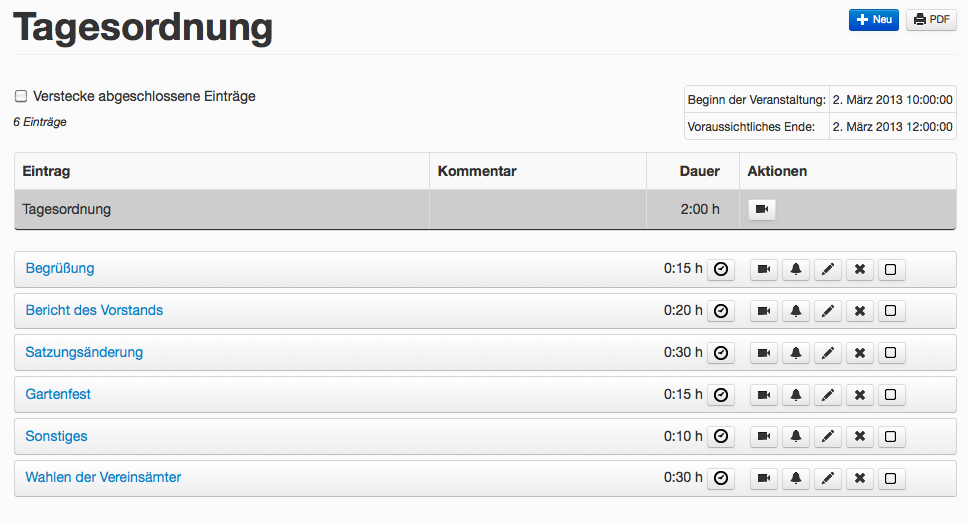 Tagesordnung
Neu
PDF
Verstecke abgeschlossene Einträge
6 Einträge
Beginn der Veranstaltung: 2. März 2013 10:00:00
Voraussichtliches Ende: 2. März 2013 12:00:00
Eintrag Kommentar Dauer Aktionen
Tagesordnung 2:00 h
Begrüßung 0:15 h
Bericht des Vorstands 0:20 h
Satzungsänderung 0:30 h
Gartenfest 0:15 h
Sonstiges 0:10 h
Wahlen der Vereinsämter 0:30 h